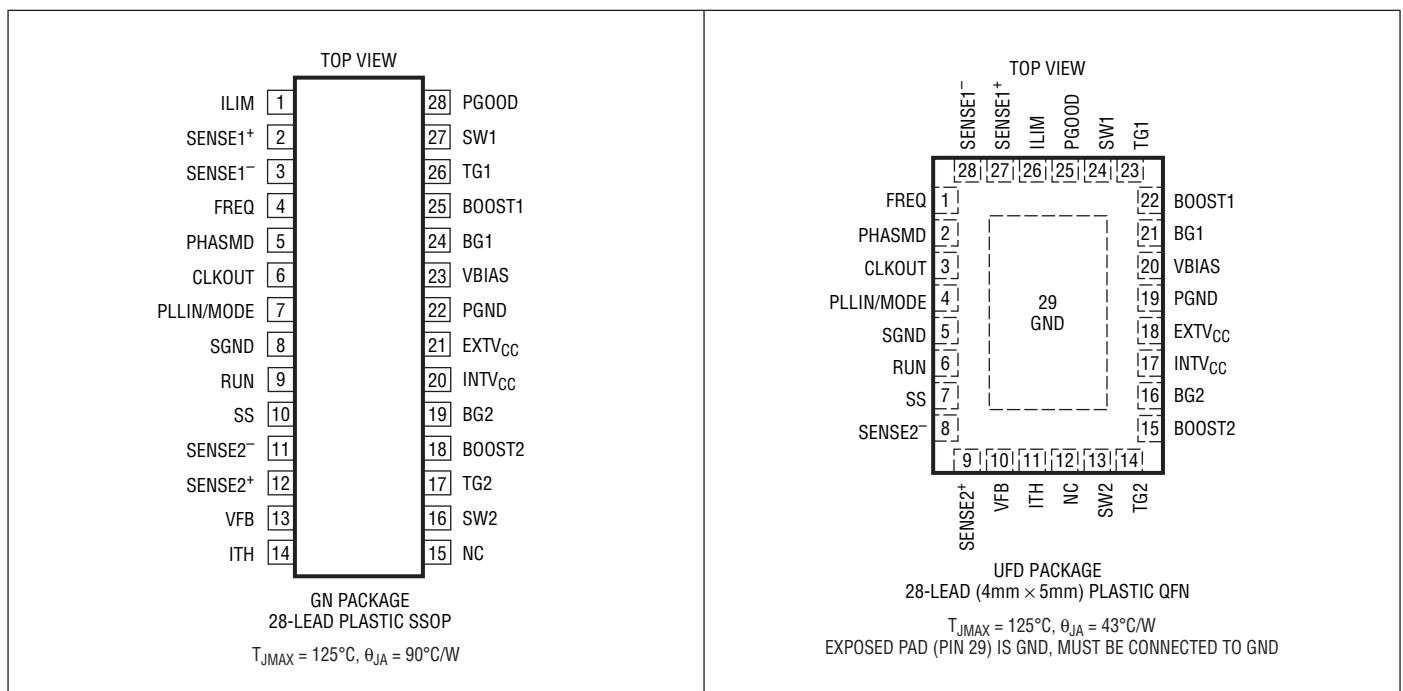 TOP VIEW
ILIM 1
SENSE1⁺ 2
SENSE1⁻ 3
FREQ 4
PHASMD 5
CLKOUT 6
PLLIN/MODE 7
SGND 8
RUN 9
SS 10
SENSE2⁻ 11
SENSE2⁺ 12
VFB 13
ITH 14
28 PGOOD
27 SW1
26 TG1
25 BOOST1
24 BG1
23 VBIAS
22 PGND
21 EXTVCC
20 INTVCC
19 BG2
18 BOOST2
17 TG2
16 SW2
15 NC
GN PACKAGE
28-LEAD PLASTIC SSOP
TJMAX = 125°C, θJA = 90°C/W
TOP VIEW
SENSE1⁻
SENSE1⁺
ILIM
PGOOD
SW1
TG1
28 27 26 25 24 23
FREQ 1
PHASMD 2
CLKOUT 3
PLLIN/MODE 4
SGND 5
RUN 6
SS 7
SENSE2⁻ 8
29
GND
22 BOOST1
21 BG1
20 VBIAS
19 PGND
18 EXTVCC
17 INTVCC
16 BG2
15 BOOST2
9 10 11 12 13 14
SENSE2⁺
VFB
ITH
NC
SW2
TG2
UFD PACKAGE
28-LEAD (4mm × 5mm) PLASTIC QFN
TJMAX = 125°C, θJA = 43°C/W
EXPOSED PAD (PIN 29) IS GND, MUST BE CONNECTED TO GND